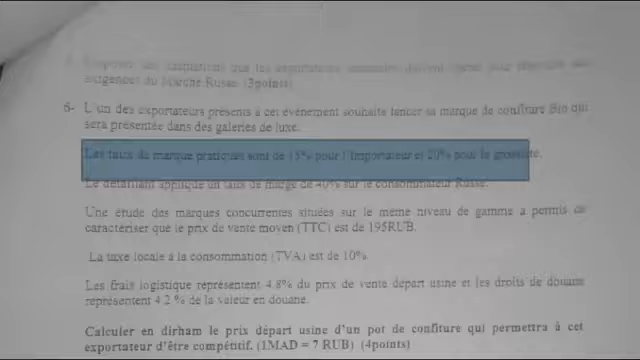 que les exportateurs
exigences du Marché Russe. (3points)
5- L'un des exportateurs présents à cet évènement souhaite lancer sa marque de confiture Bio qui
sera présentée dans des galeries de luxe.
Les taux de marque pratiqués sont de 15% pour l'Importateur et 20% pour le grossiste.
Le détaillant applique un taux de marge de 40% sur le consommateur Russe.
Une étude des marques concurrentes situées sur le même niveau de gamme a permis de
caractériser que le prix de vente moyen (TTC) est de 195RUB.
La taxe locale à la consommation (TVA) est de 10%
Les frais logistique représentent 4.8% du prix de vente départ usine et les droits de douane
représentent 4.2 % de la valeur en douane.
Calculer en dirham le prix départ usine d'un pot de confiture qui permettra à cet
exportateur d'être compétitif. (1MAD = 7 RUB) (4points)